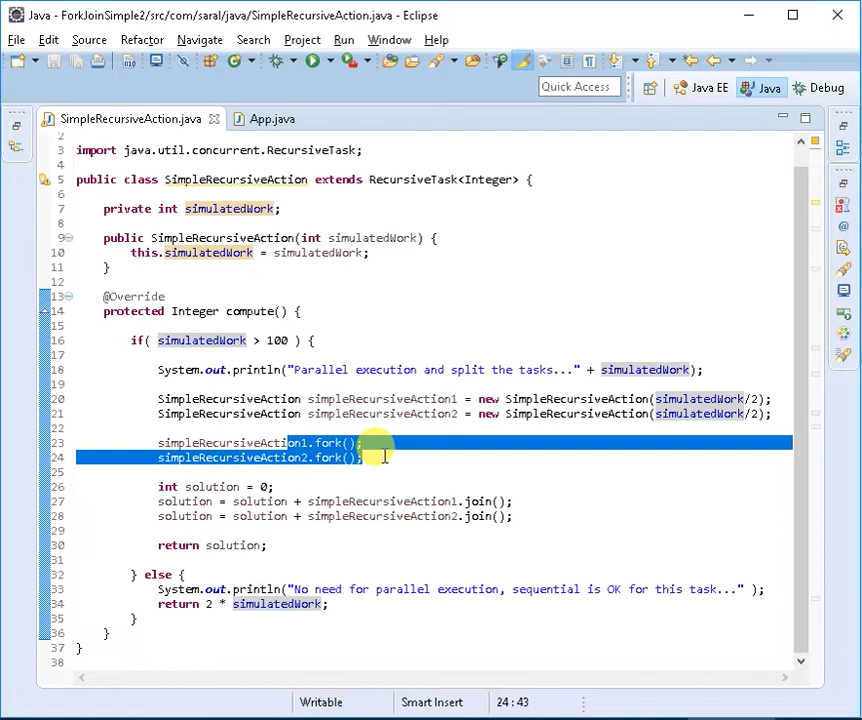 Java - ForkJoinSimple2/src/com/saral/java/SimpleRecursiveAction.java - Eclipse
File Edit Source Refactor Navigate Search Project Run Window Help
Quick Access
Java EE
Java
Debug
SimpleRecursiveAction.java
App.java
2
3 import java.util.concurrent.RecursiveTask;
4
5 public class SimpleRecursiveAction extends RecursiveTask<Integer> {
6
7 private int simulatedWork;
8
9 public SimpleRecursiveAction(int simulatedWork) {
10 this.simulatedWork = simulatedWork;
11 }
12
13 @Override
14 protected Integer compute() {
15
16 if( simulatedWork > 100 ) {
17
18 System.out.println("Parallel execution and split the tasks..." + simulatedWork);
19
20 SimpleRecursiveAction simpleRecursiveAction1 = new SimpleRecursiveAction(simulatedWork/2);
21 SimpleRecursiveAction simpleRecursiveAction2 = new SimpleRecursiveAction(simulatedWork/2);
22
23 simpleRecursiveAction1.fork();
24 simpleRecursiveAction2.fork();
25
26 int solution = 0;
27 solution = solution + simpleRecursiveAction1.join();
28 solution = solution + simpleRecursiveAction2.join();
29
30 return solution;
31
32 } else {
33 System.out.println("No need for parallel execution, sequential is OK for this task..." );
34 return 2 * simulatedWork;
35 }
36 }
37 }
38
Writable
Smart Insert
24 : 43